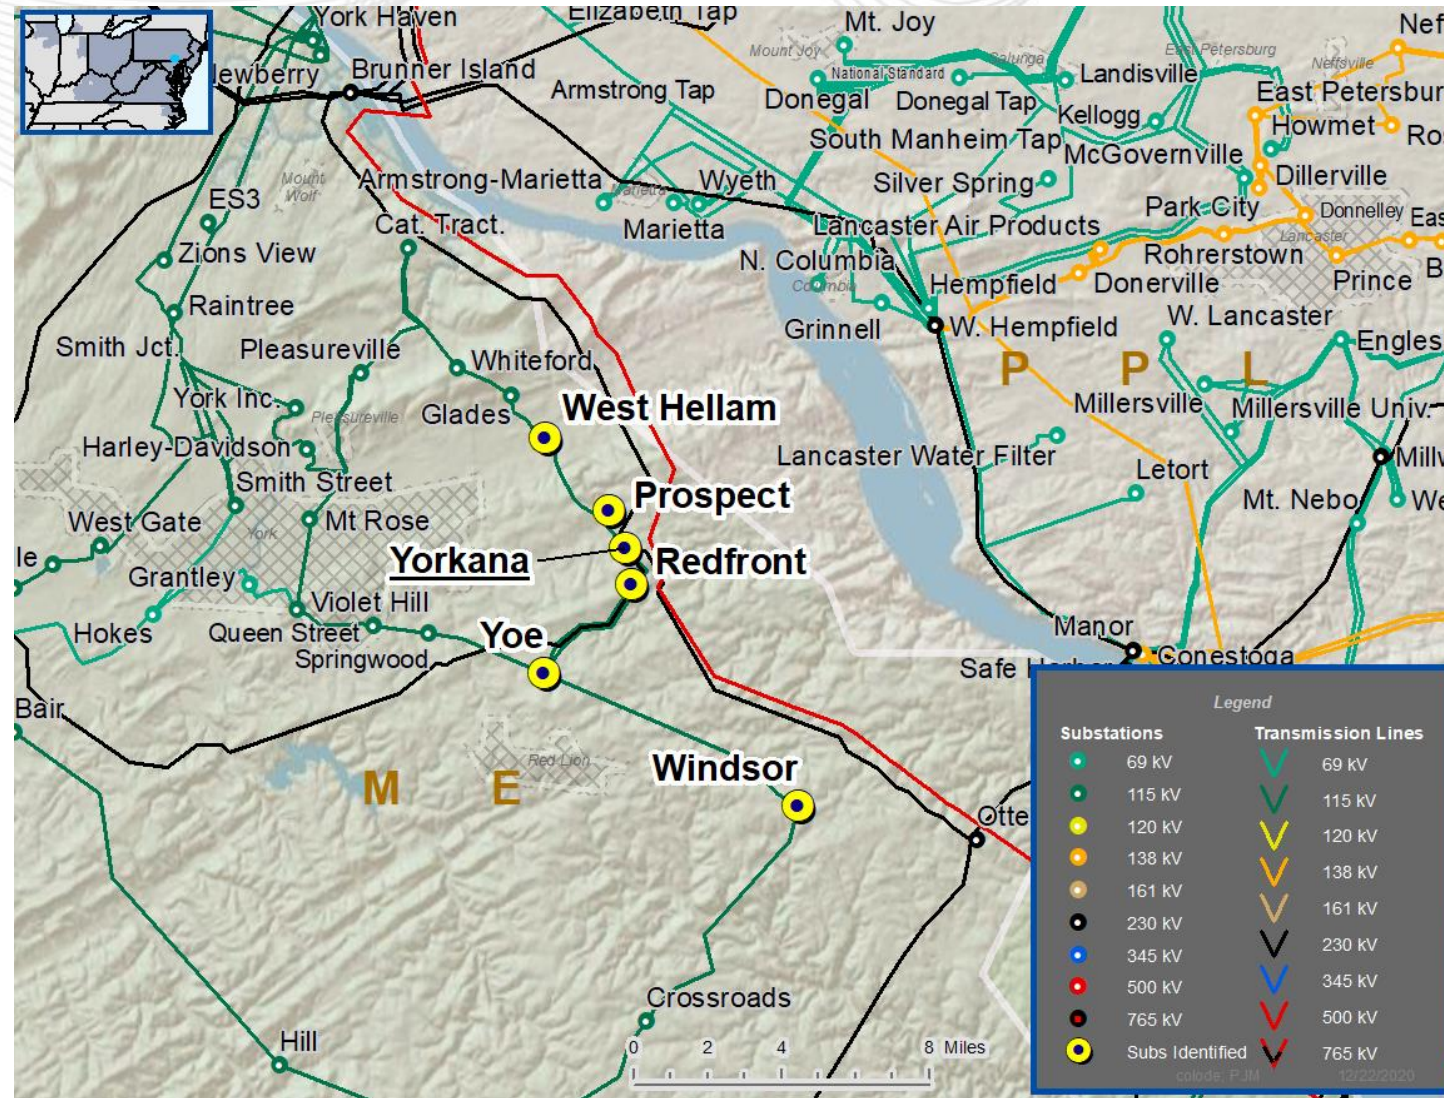 York Haven
Elizabeth Tap
Mt. Joy
Mount Joy
Salunga
East Petersburg
Neffsville
Brunner Island
National Standard
Landisville
Armstrong Tap
Donegal
Donegal Tap
Kellogg
Howmet
South Manheim Tap
McGovernville
Mount
Wolf
Armstrong-Marietta
Marietta
Wyeth
Silver Spring
Dillerville
ES3
Cat. Tract.
Marietta
Lancaster Air Products
Park City
Donnelley
Lancaster
Zions View
N. Columbia
Columbia
Hempfield
Rohrerstown
Donerville
Prince
Raintree
Grinnell
W. Hempfield
W. Lancaster
Smith Jct.
Pleasureville
Whiteford
P P L
York Inc.
Pleasureville
Glades
West Hellam
Millersville
Millersville Univ.
Harley-Davidson
Lancaster Water Filter
Letort
Smith Street
Prospect
Mt. Nebo
West Gate
Mt Rose
York
Yorkana
Redfront
Grantley
Violet Hill
Hokes
Queen Street
Yoe
Springwood
Manor
Conestoga
Bair
Red Lion
Windsor
M E
Crossroads
Hill
0 2 4 8 Miles
Legend
Substations Transmission Lines
69 kV 69 kV
115 kV 115 kV
120 kV 120 kV
138 kV 138 kV
161 kV 161 kV
230 kV 230 kV
345 kV 345 kV
500 kV 500 kV
765 kV 765 kV
Subs Identified
colode, PJM 12/22/2020